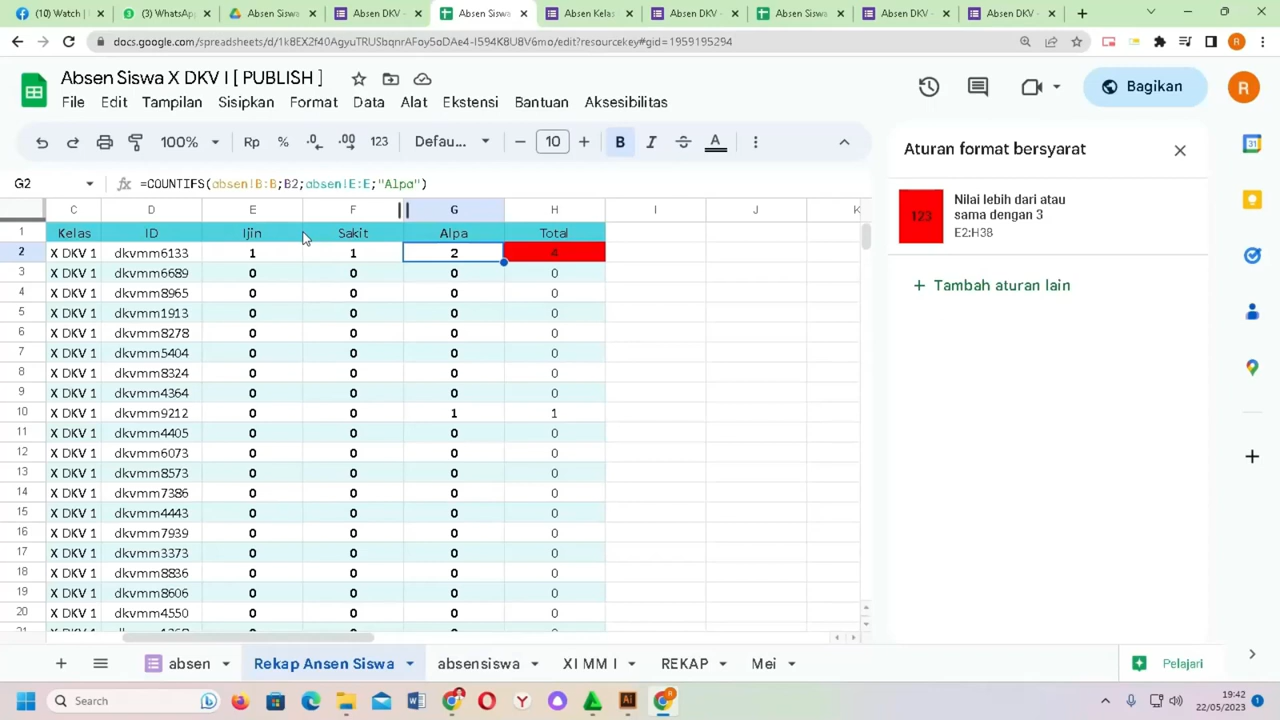 (0) Watch |
(3) WhatsApp
Absen Siswa
Absen DKV -
Absen Siswa
Absen Kelas
Absen DKV -
Absen Siswa
Absen DKV -
Absen DKV -
Absen Siswa X DKV I [ PUBLISH ]
File Edit Tampilan Sisipkan Format Data Alat Ekstensi Bantuan Aksesibilitas
Bagikan
R
100% Rp % .0 .00 123 Defau... − 10 + B I S A
G2 fx =COUNTIFS(absen!B:B;B2;absen!E:E;"Alpa")
C D E F G H I J K
1 Kelas ID Ijin Sakit Alpa Total
2 X DKV 1 dkvmm6133 1 1 2 4
3 X DKV 1 dkvmm6689 0 0 0 0
4 X DKV 1 dkvmm8965 0 0 0 0
5 X DKV 1 dkvmm1913 0 0 0 0
6 X DKV 1 dkvmm8278 0 0 0 0
7 X DKV 1 dkvmm5404 0 0 0 0
8 X DKV 1 dkvmm8324 0 0 0 0
9 X DKV 1 dkvmm4364 0 0 0 0
10 X DKV 1 dkvmm9212 0 0 1 1
11 X DKV 1 dkvmm4405 0 0 0 0
12 X DKV 1 dkvmm6073 0 0 0 0
13 X DKV 1 dkvmm8573 0 0 0 0
14 X DKV 1 dkvmm7386 0 0 0 0
15 X DKV 1 dkvmm4443 0 0 0 0
16 X DKV 1 dkvmm7939 0 0 0 0
17 X DKV 1 dkvmm3373 0 0 0 0
18 X DKV 1 dkvmm8836 0 0 0 0
19 X DKV 1 dkvmm8606 0 0 0 0
20 X DKV 1 dkvmm4550 0 0 0 0
Aturan format bersyarat
123
Nilai lebih dari atau
sama dengan 3
E2:H38
+ Tambah aturan lain
absen Rekap Ansen Siswa absensiswa XI MM I REKAP Mei
Pelajari
Search
19:42
22/05/2023